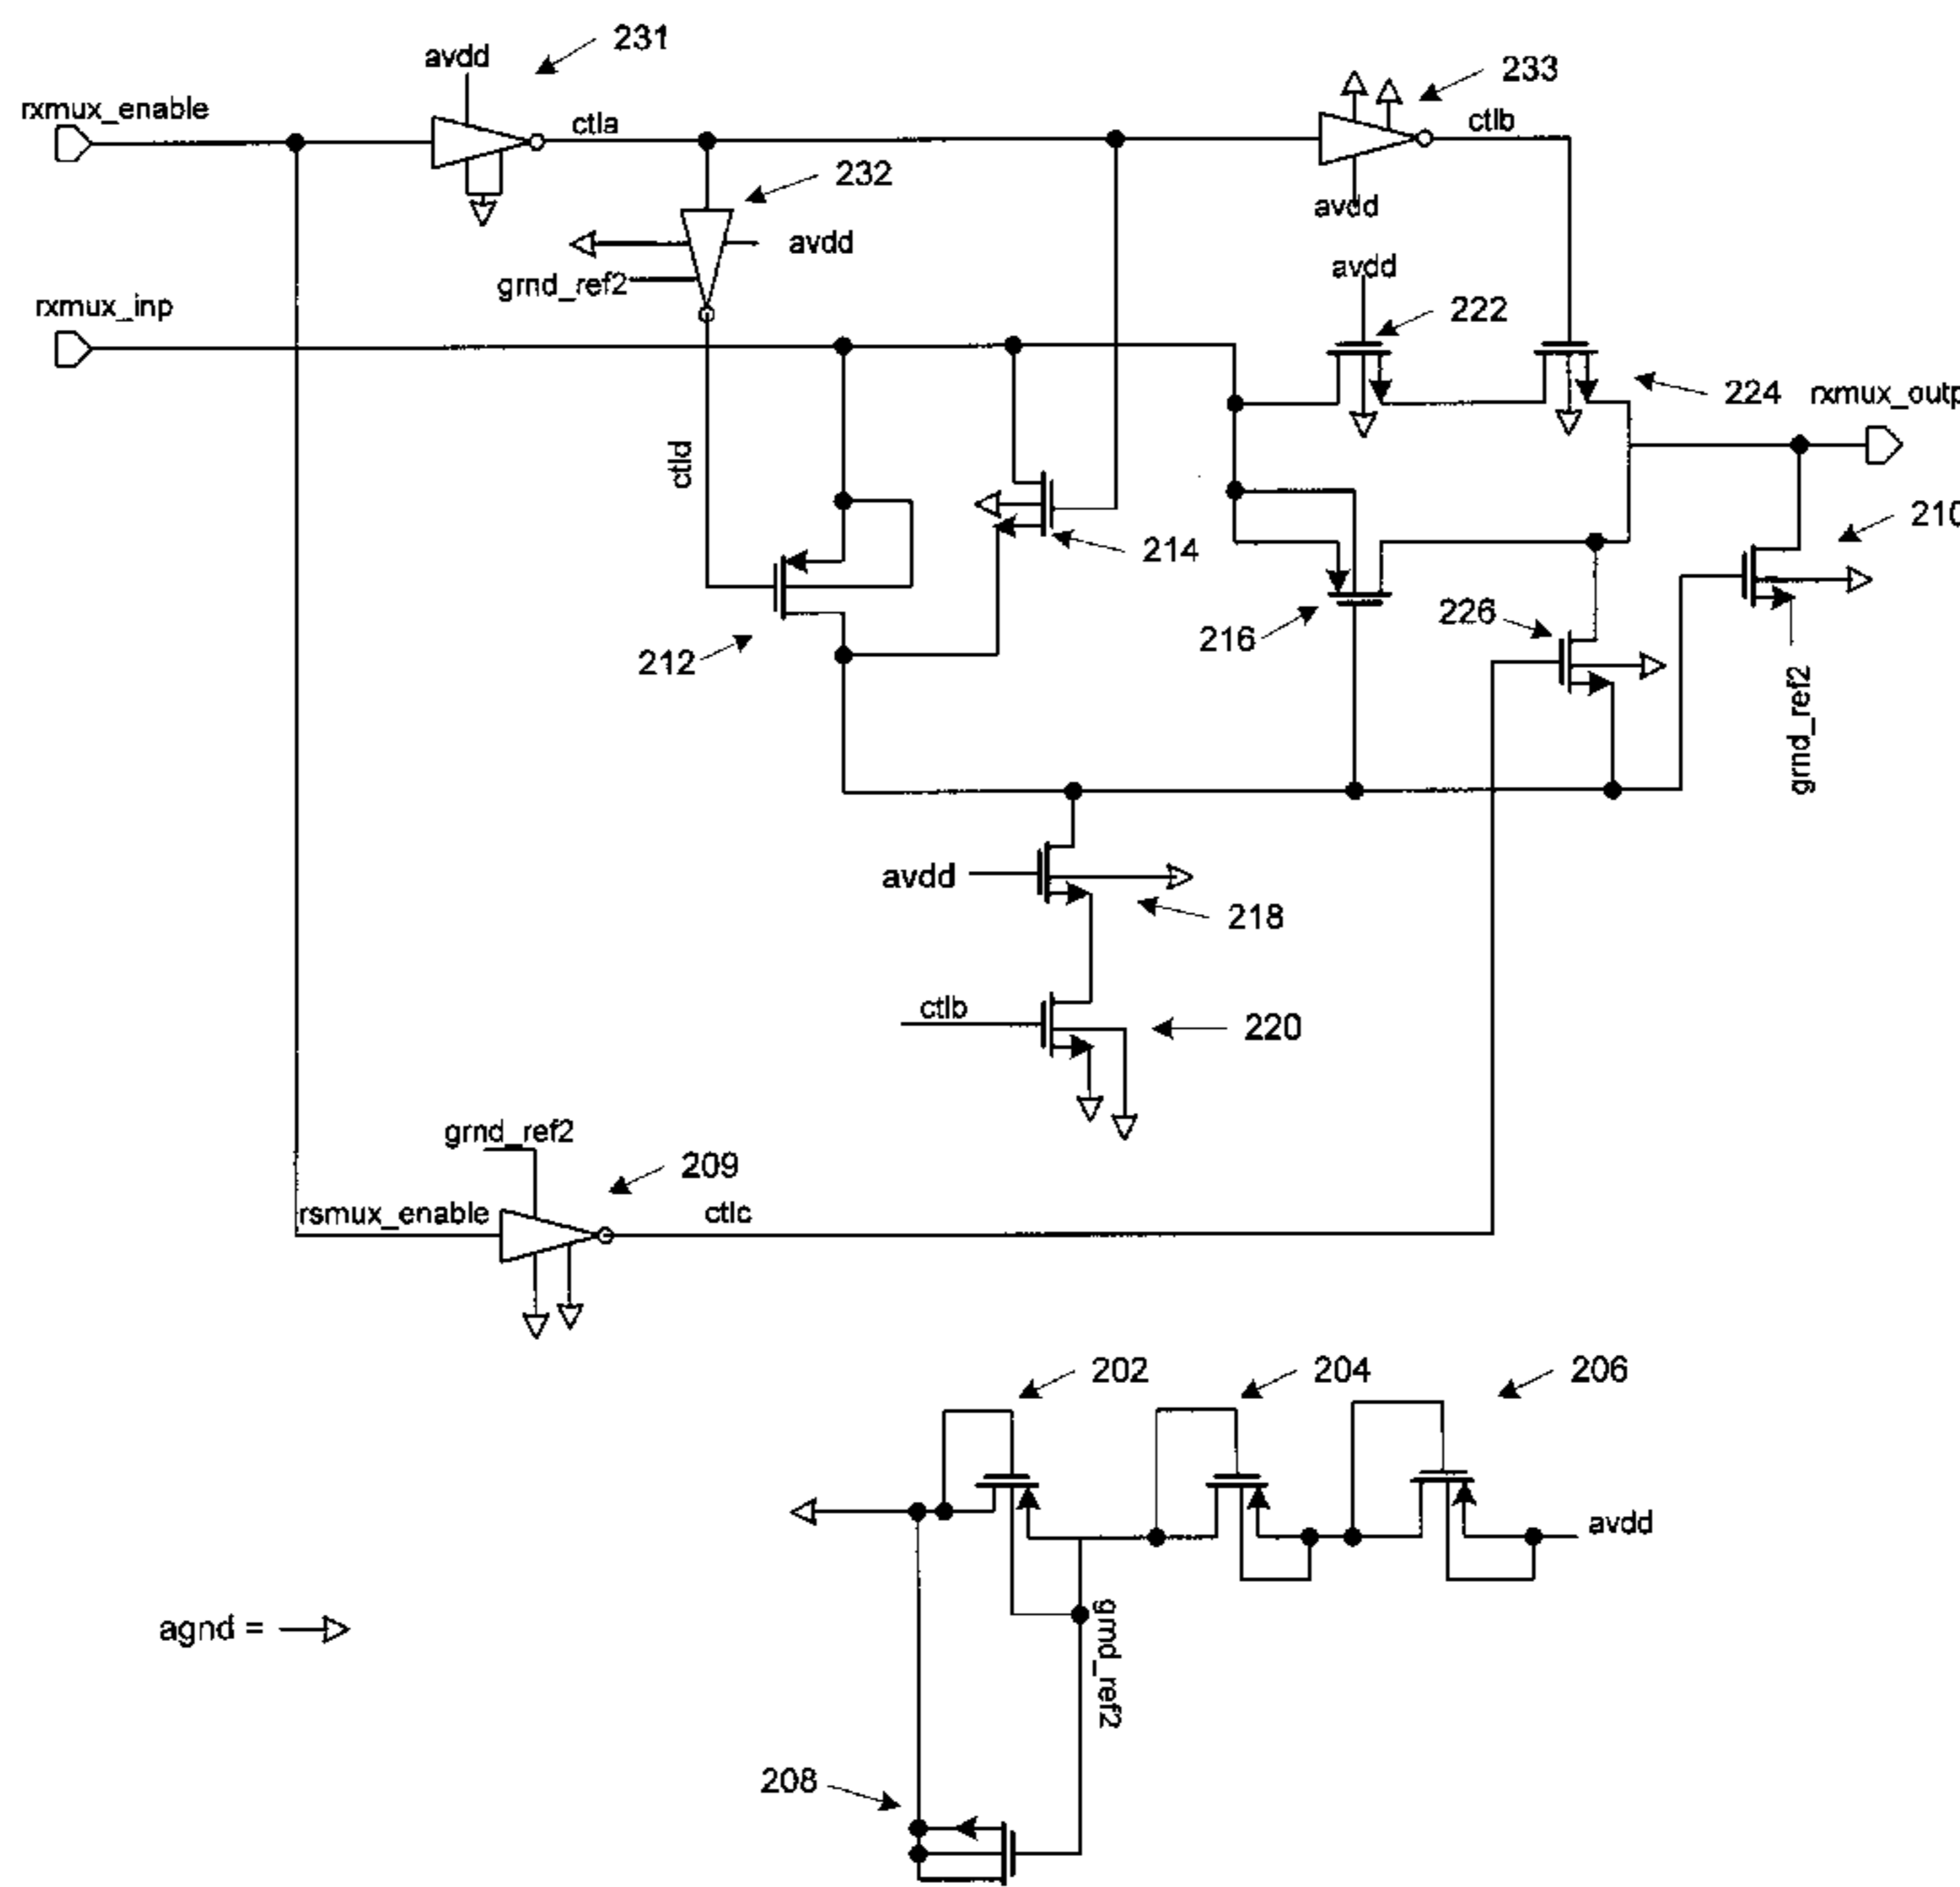 231
avdd
233
rxmux_enable
ctla
ctlb
232
avdd
avdd
grnd_ref2
avdd
rxmux_inp
222
224
rxmux_outp
ctld
210
214
226
216
212
grnd_ref2
avdd
218
ctlb
220
grnd_ref2
209
rsmux_enable
ctlc
202
204
206
avdd
agnd =
grnd_ref2
208